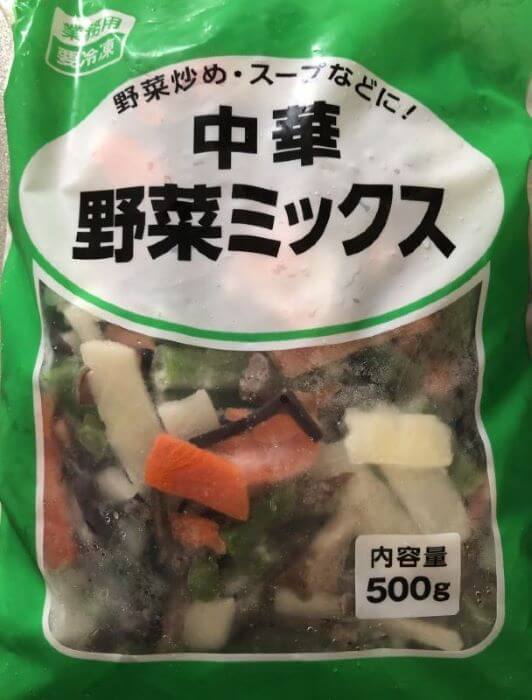 業務用
要冷凍
野菜炒め・スープなどに!
中華
野菜ミックス
内容量
500g